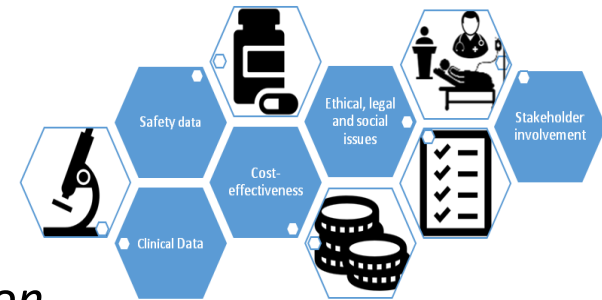 Safety data
Ethical, legal
and social
issues
Stakeholder
involvement
Cost-
effectiveness
Clinical Data